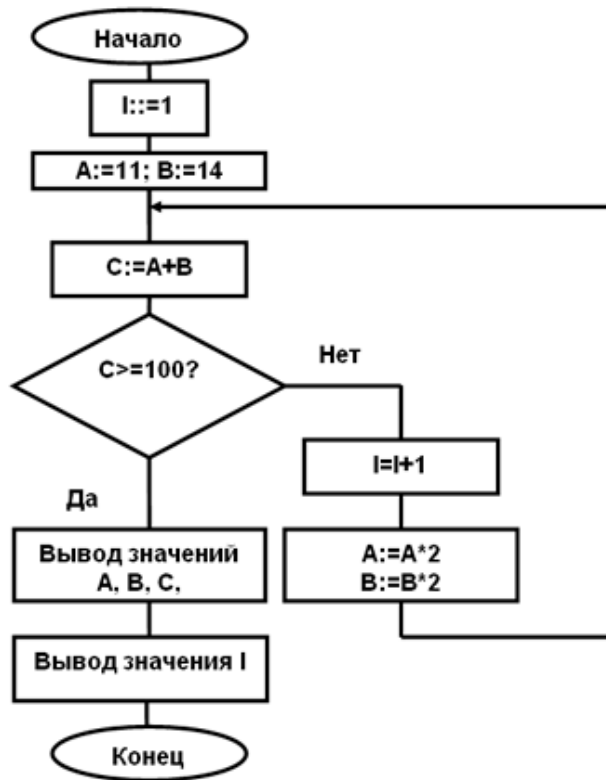 Начало
I::=1
A:=11; B:=14
C:=A+B
C>=100?
Нет
I=I+1
Да
Вывод значений
A, B, C,
A:=A*2
B:=B*2
Вывод значения I
Конец